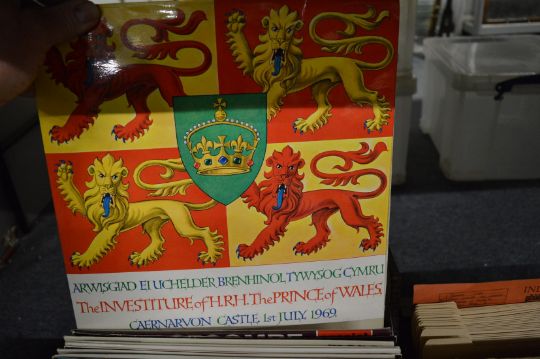 ARWISGIAD EI UCHELDER BRENHINOL, TYWYSOG CYMRU
The INVESTITURE of H.R.H. The PRINCE of WALES,
CAERNARVON CASTLE, 1st JULY, 1969.